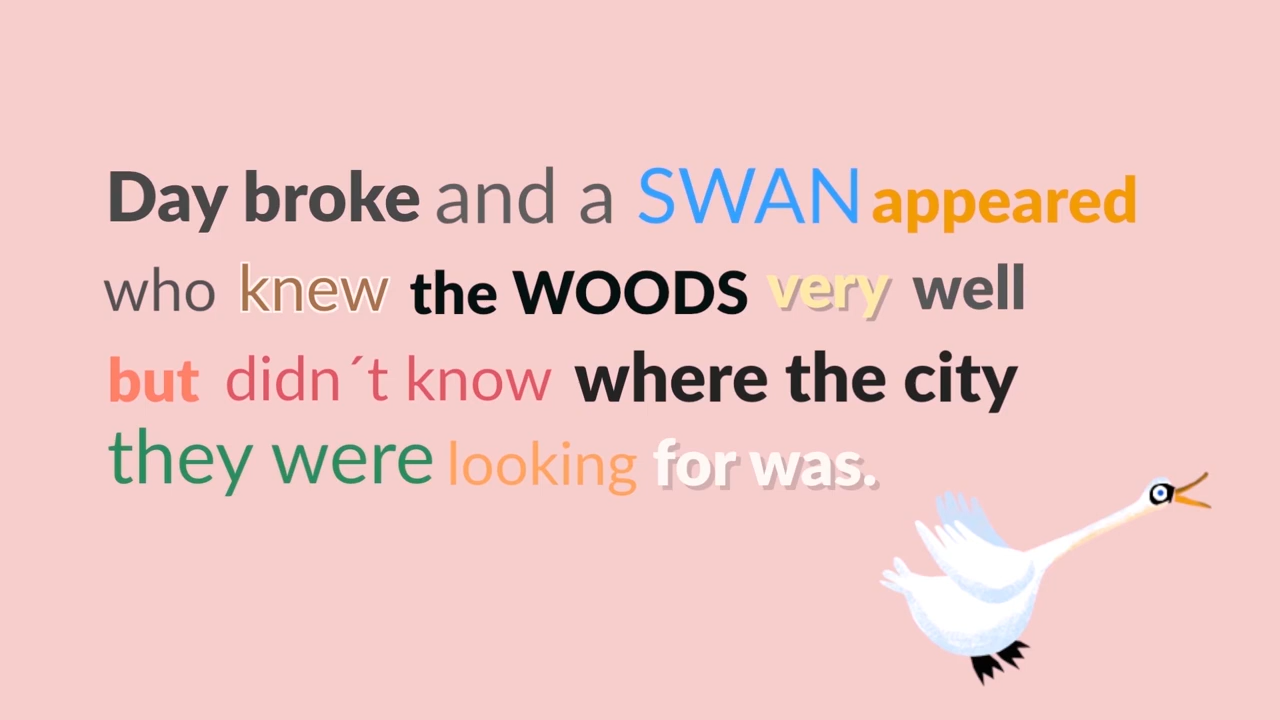 Day broke and a SWAN appeared
who knew the WOODS very well
but didn´t know where the city
they were looking for was.